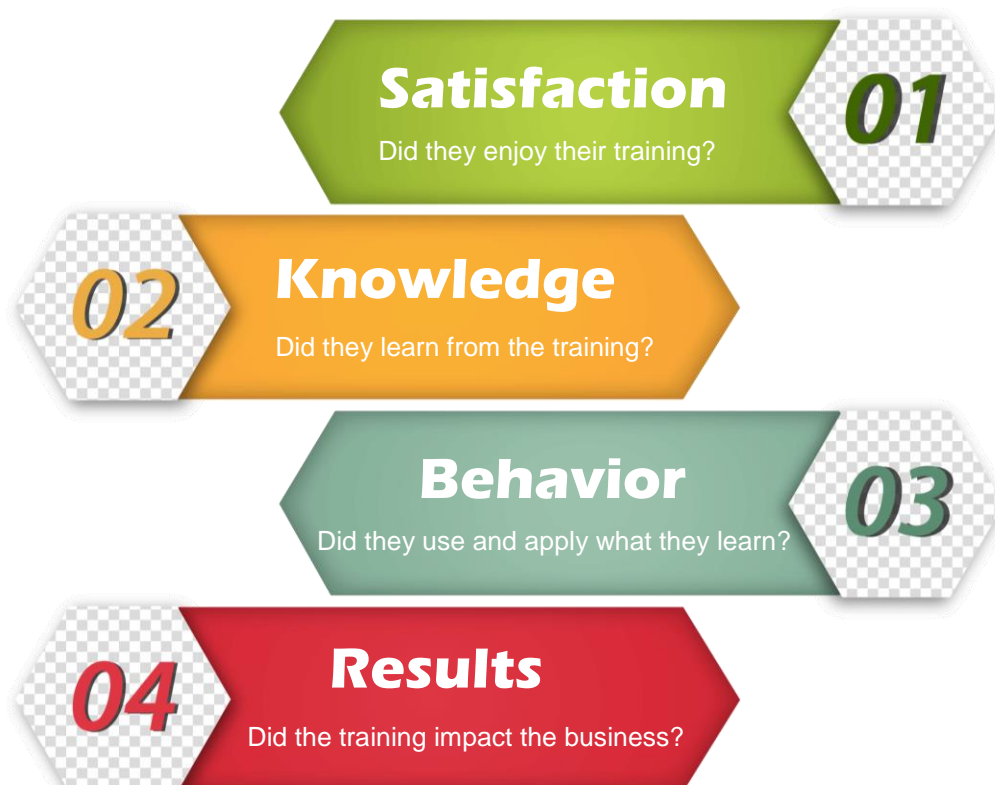 Satisfaction
01
Did they enjoy their training?
02
Knowledge
Did they learn from the training?
Behavior
03
Did they use and apply what they learn?
04
Results
Did the training impact the business?